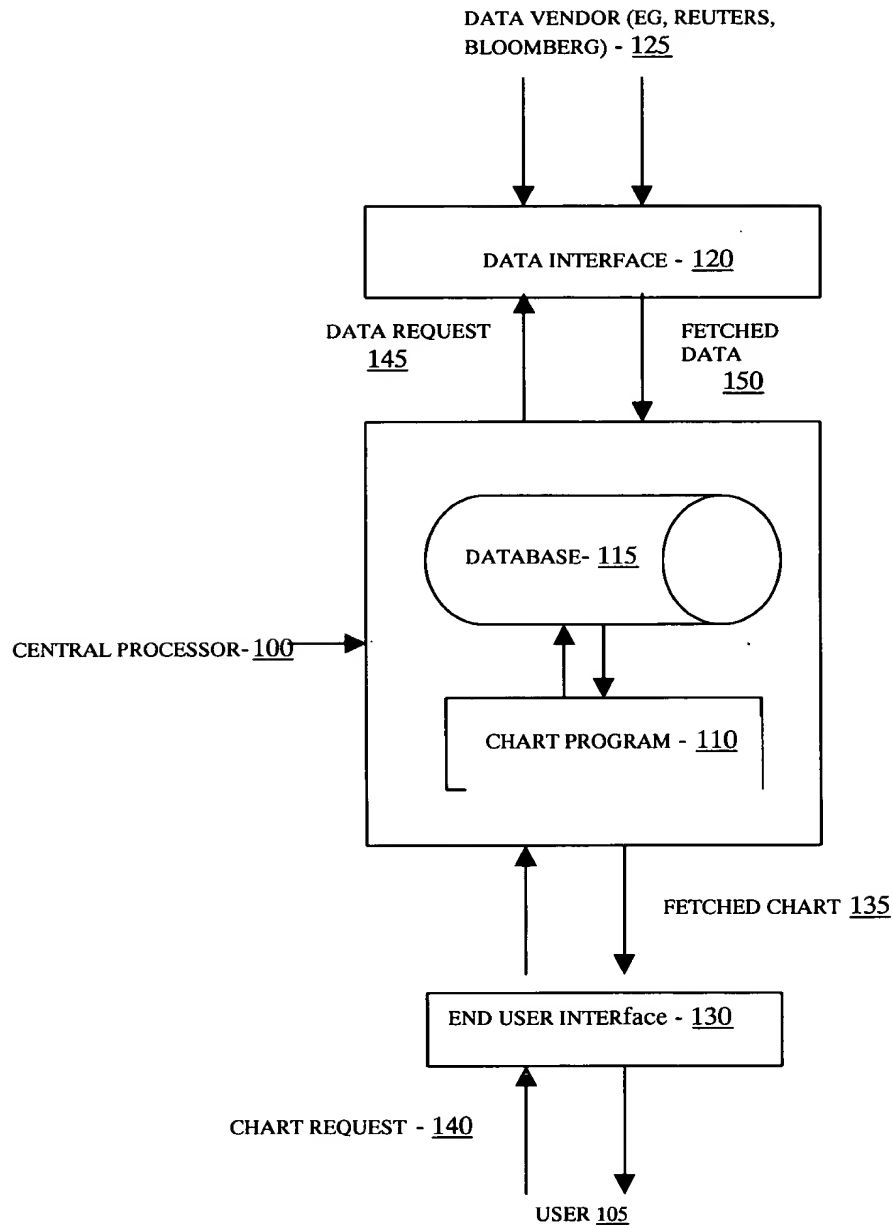 DATA VENDOR (EG, REUTERS,
BLOOMBERG) - 125
DATA INTERFACE - 120
DATA REQUEST
145
FETCHED
DATA
150
DATABASE- 115
CENTRAL PROCESSOR- 100
CHART PROGRAM - 110
FETCHED CHART 135
END USER INTERface - 130
CHART REQUEST - 140
USER 105